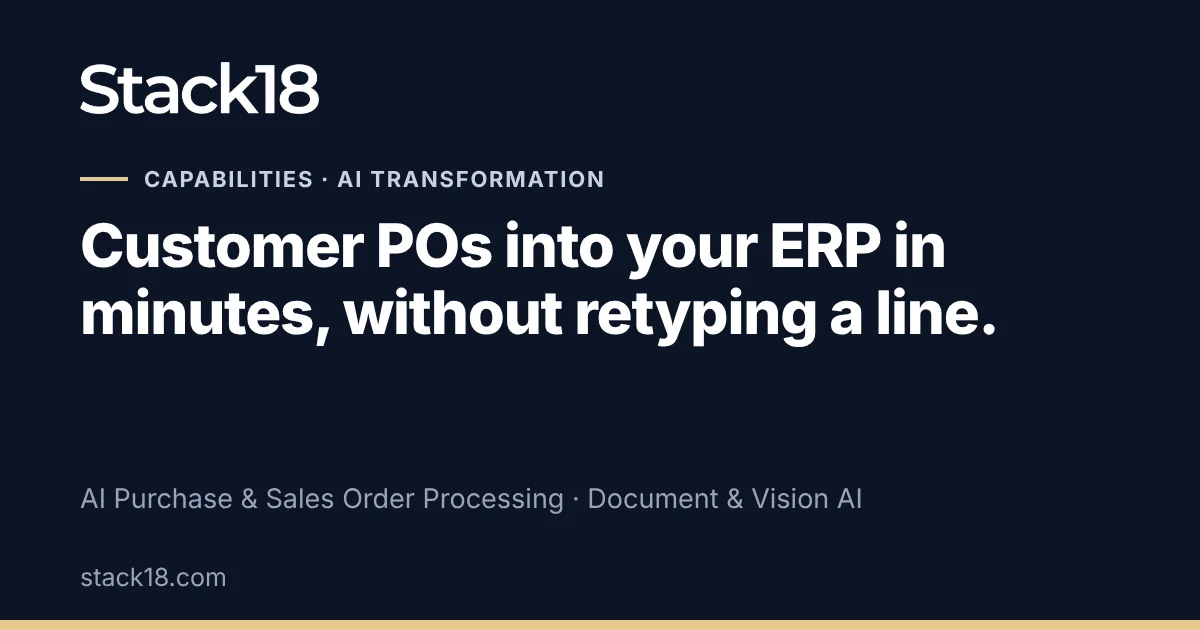 Stack18
CAPABILITIES · AI TRANSFORMATION
Customer POs into your ERP in
minutes, without retyping a line.
AI Purchase & Sales Order Processing · Document & Vision AI
stack18.com